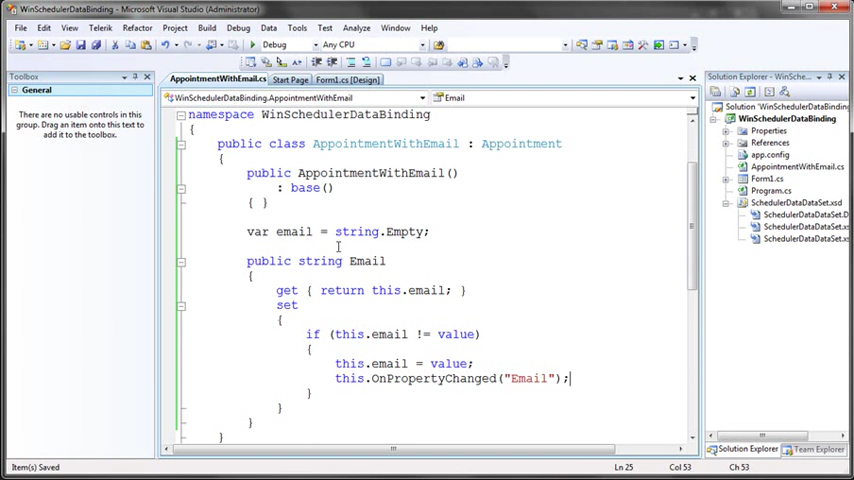 WinSchedulerDataBinding - Microsoft Visual Studio (Administrator)
File Edit View Telerik Refactor Project Build Debug Data Tools Test Analyze Window Help
Debug Any CPU
Toolbox
General
There are no usable controls in this
group. Drag an item onto this text to
add it to the toolbox.
AppointmentWithEmail.cs Start Page Form1.cs [Design]
WinSchedulerDataBinding.AppointmentWithEmail Email
namespace WinSchedulerDataBinding
{
public class AppointmentWithEmail : Appointment
{
public AppointmentWithEmail()
: base()
{ }
var email = string.Empty;
public string Email
{
get { return this.email; }
set
{
if (this.email != value)
{
this.email = value;
this.OnPropertyChanged("Email");
}
}
}
}
Solution Explorer - WinSche...
Solution 'WinSchedulerDataBinding
WinSchedulerDataBinding
Properties
References
app.config
AppointmentWithEmail.cs
Form1.cs
Program.cs
SchedulerDataDataSet.xsd
SchedulerDataDataSet.D
SchedulerDataDataSet.xs
SchedulerDataDataSet.xs
Solution Explorer Team Explorer
Item(s) Saved Ln 25 Col 53 Ch 53